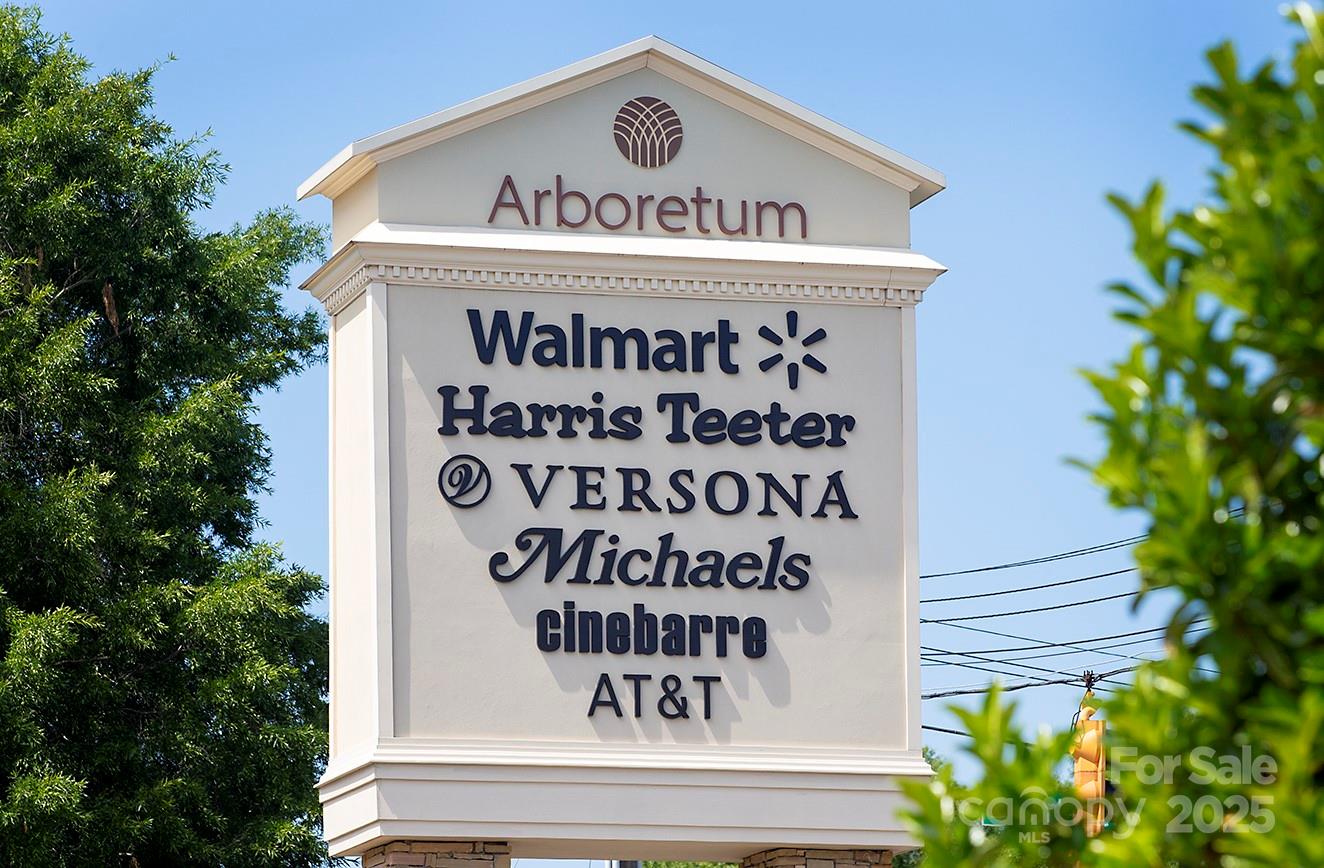 Arboretum
Walmart
Harris Teeter
V VERSONA
Michaels
cinebarre
AT&T
For Sale
canopy 2025
MLS